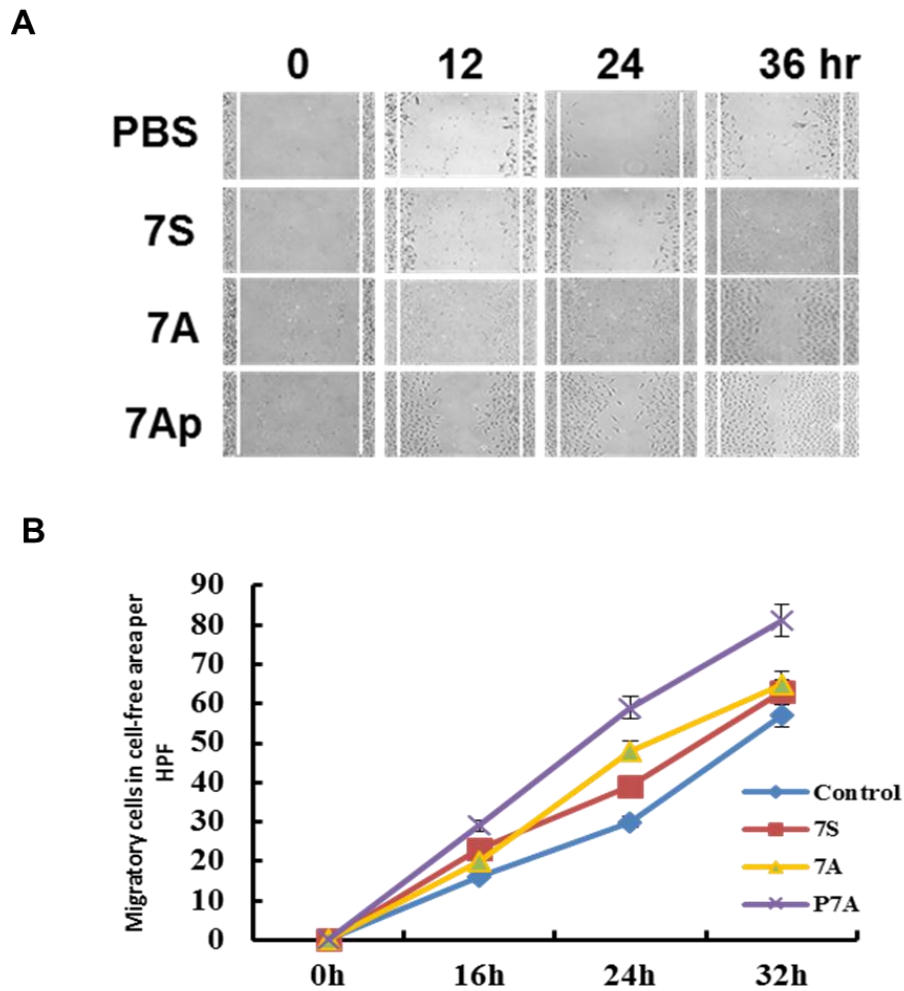 A
0 12 24 36 hr
PBS
7S
7A
7Ap
B
90
80
70
60
50
40
30
20
10
0
Migratory cells in cell-free area per
HPF
0h 16h 24h 32h
Control
7S
7A
P7A